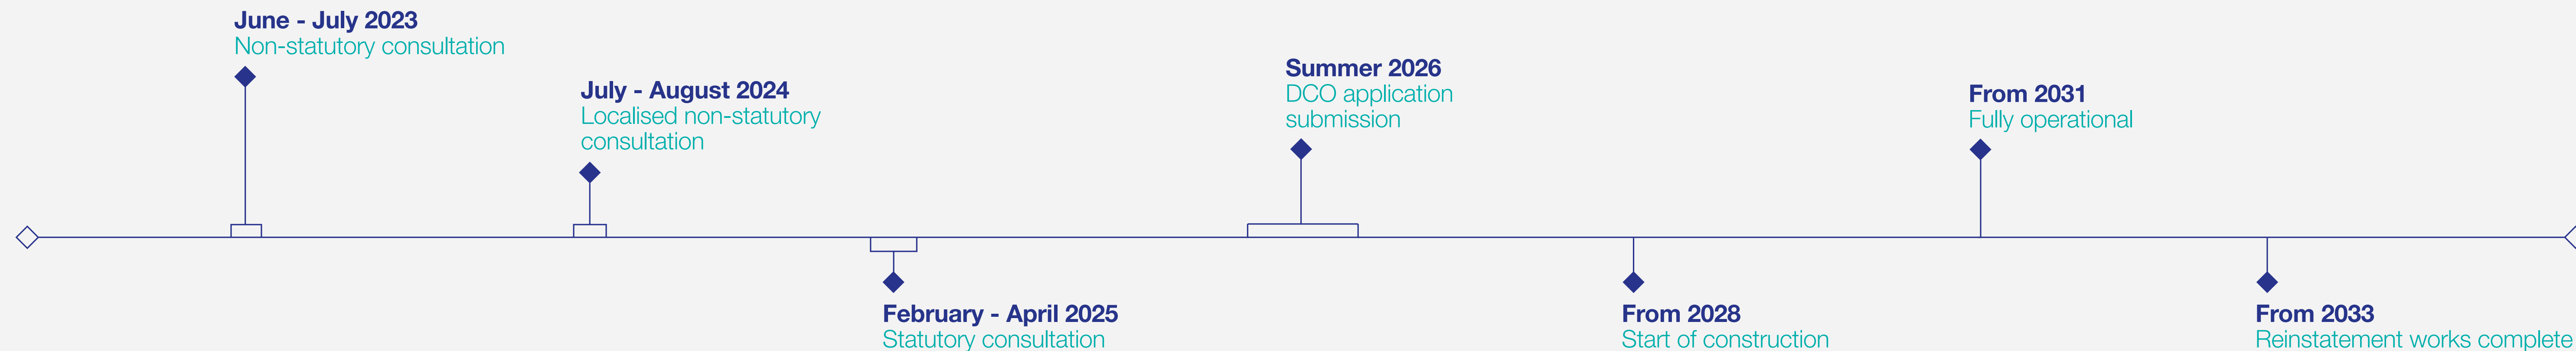 June - July 2023
Non-statutory consultation
July - August 2024
Localised non-statutory
consultation
February - April 2025
Statutory consultation
Summer 2026
DCO application
submission
From 2028
Start of construction
From 2031
Fully operational
From 2033
Reinstatement works complete